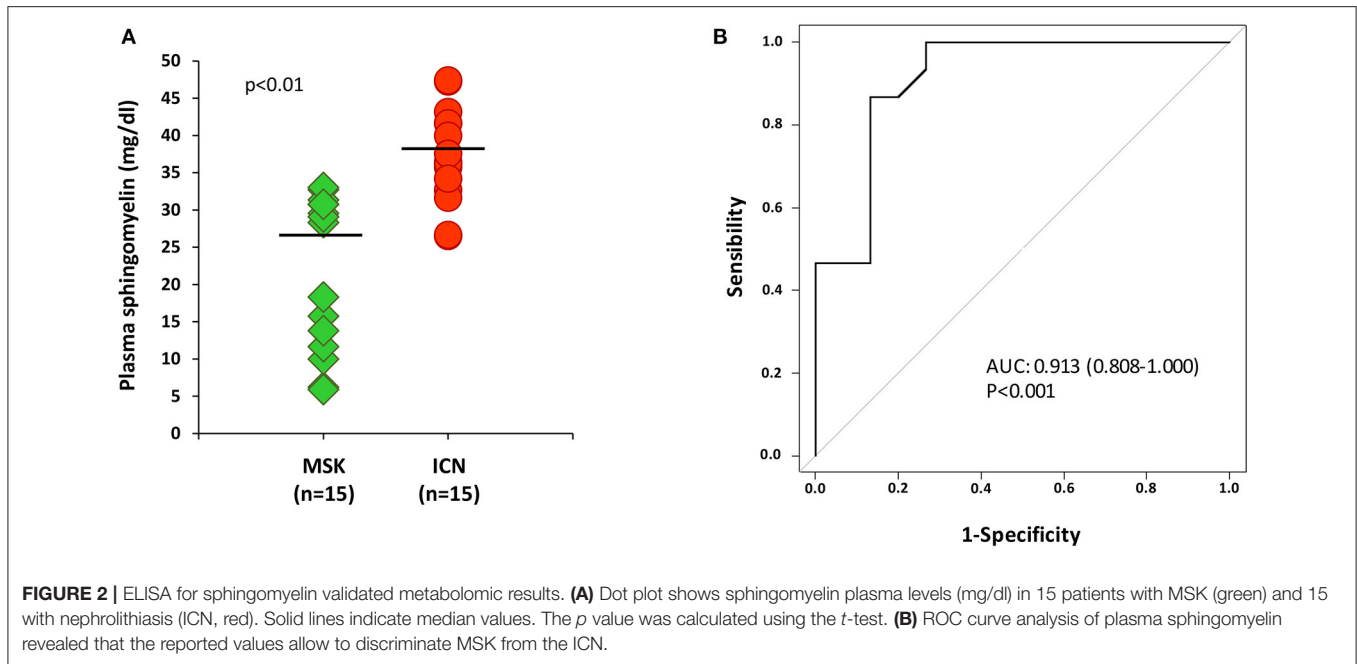 A
50
45
40
35
30
25
20
15
10
5
0
Plasma sphingomyelin (mg/dl)
p<0.01
MSK
(n=15)
ICN
(n=15)
B
1.0
0.8
0.6
0.4
0.2
0.0
Sensibility
AUC: 0.913 (0.808-1.000)
P<0.001
0.0 0.2 0.4 0.6 0.8 1.0
1-Specificity
FIGURE 2 | ELISA for sphingomyelin validated metabolomic results. (A) Dot plot shows sphingomyelin plasma levels (mg/dl) in 15 patients with MSK (green) and 15
with nephrolithiasis (ICN, red). Solid lines indicate median values. The p value was calculated using the t-test. (B) ROC curve analysis of plasma sphingomyelin
revealed that the reported values allow to discriminate MSK from the ICN.